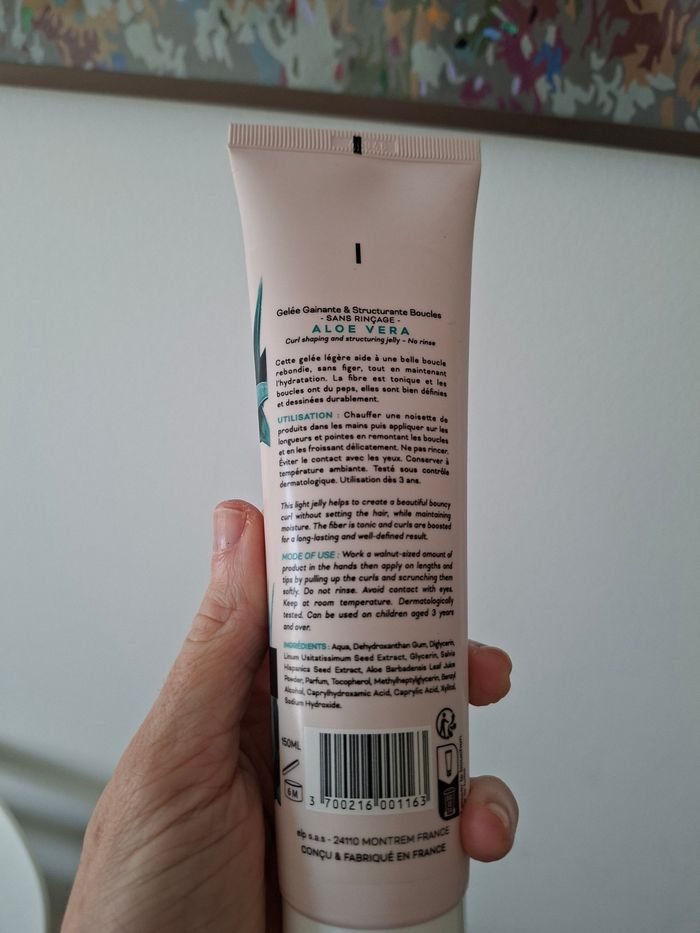 Gelée Gainante & Structurante Boucles
- SANS RINÇAGE -
ALOE VERA
Curl shaping and structuring jelly - No rinse
Cette gelée légère aide à une belle boucle
rebondie, sans figer, tout en maintenant
l'hydratation. La fibre est tonique et les
boucles ont du peps, elles sont bien définies
et dessinées durablement.
UTILISATION : Chauffer une noisette de
produits dans les mains puis appliquer sur les
longueurs et pointes en remontant les boucles
et en les froissant délicatement. Ne pas rincer.
Éviter le contact avec les yeux. Conserver à
température ambiante. Testé sous contrôle
dermatologique. Utilisation dès 3 ans.
This light jelly helps to create a beautiful bouncy
curl without setting the hair, while maintaining
moisture. The fiber is tonic and curls are boosted
for a long-lasting and well-defined result.
MODE OF USE : Work a walnut-sized amount of
product in the hands then apply on lengths and
tips by pulling up the curls and scrunching them
softly. Do not rinse. Avoid contact with eyes.
Keep at room temperature. Dermatologically
tested. Can be used on children aged 3 years
and over.
INGRÉDIENTS : Aqua, Dehydroxanthan Gum, Diglycerin,
Linum Usitatissimum Seed Extract, Glycerin, Salvia
Hispanica Seed Extract, Aloe Barbadensis Leaf Juice
Powder, Parfum, Tocopherol, Methylheptylglycerin, Benzyl
Alcohol, Caprylhydroxamic Acid, Caprylic Acid, Xylitol,
Sodium Hydroxide.
150ML
6M
3 700216 001163
elp s.a.s - 24110 MONTREM FRANCE
CONÇU & FABRIQUÉ EN FRANCE